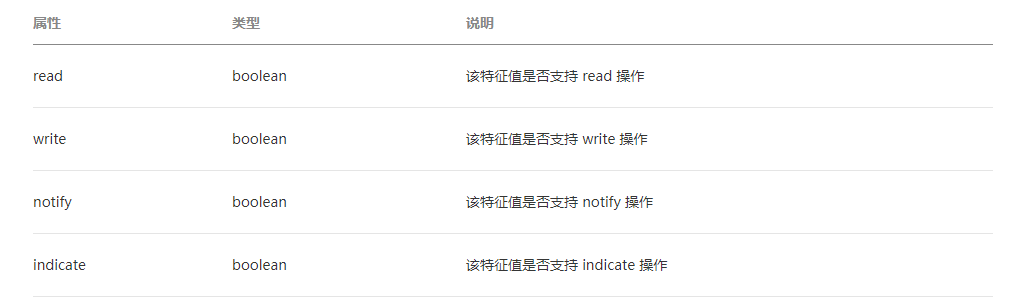 属性 类型 说明
read boolean 该特征值是否支持 read 操作
write boolean 该特征值是否支持 write 操作
notify boolean 该特征值是否支持 notify 操作
indicate boolean 该特征值是否支持 indicate 操作